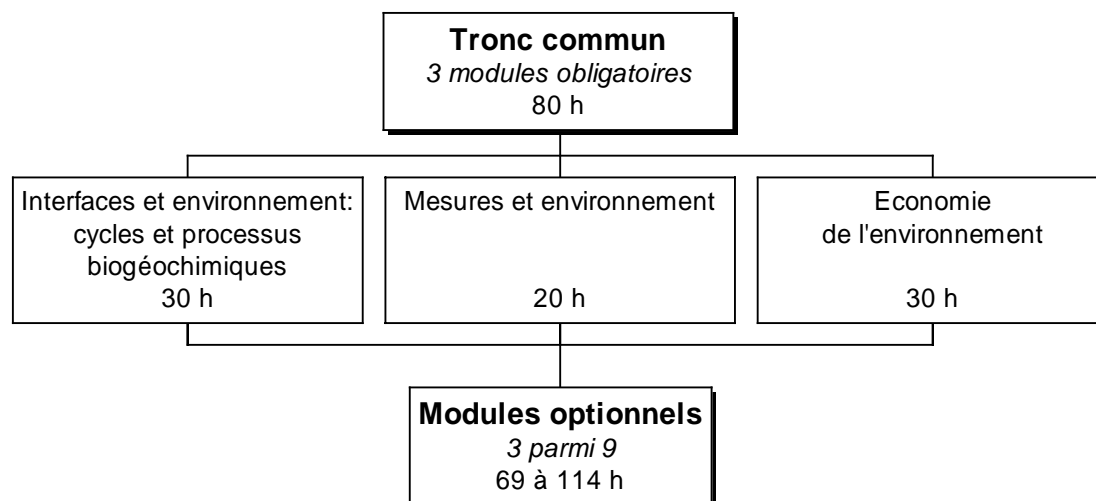 Tronc commun
3 modules obligatoires
80 h
Interfaces et environnement:
cycles et processus
biogéochimiques
30 h
Mesures et environnement
20 h
Economie
de l'environnement
30 h
Modules optionnels
3 parmi 9
69 à 114 h